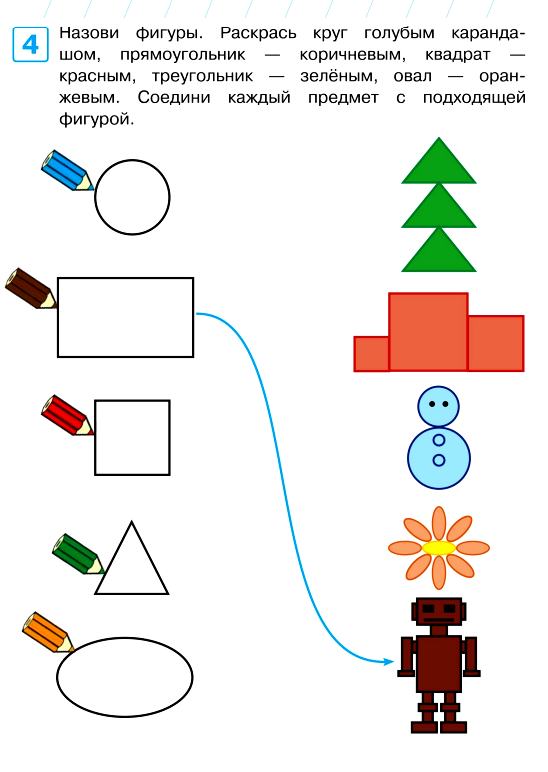 4
Назови фигуры. Раскрась круг голубым каранда-
шом, прямоугольник — коричневым, квадрат —
красным, треугольник — зелёным, овал — оран-
жевым. Соедини каждый предмет с подходящей
фигурой.